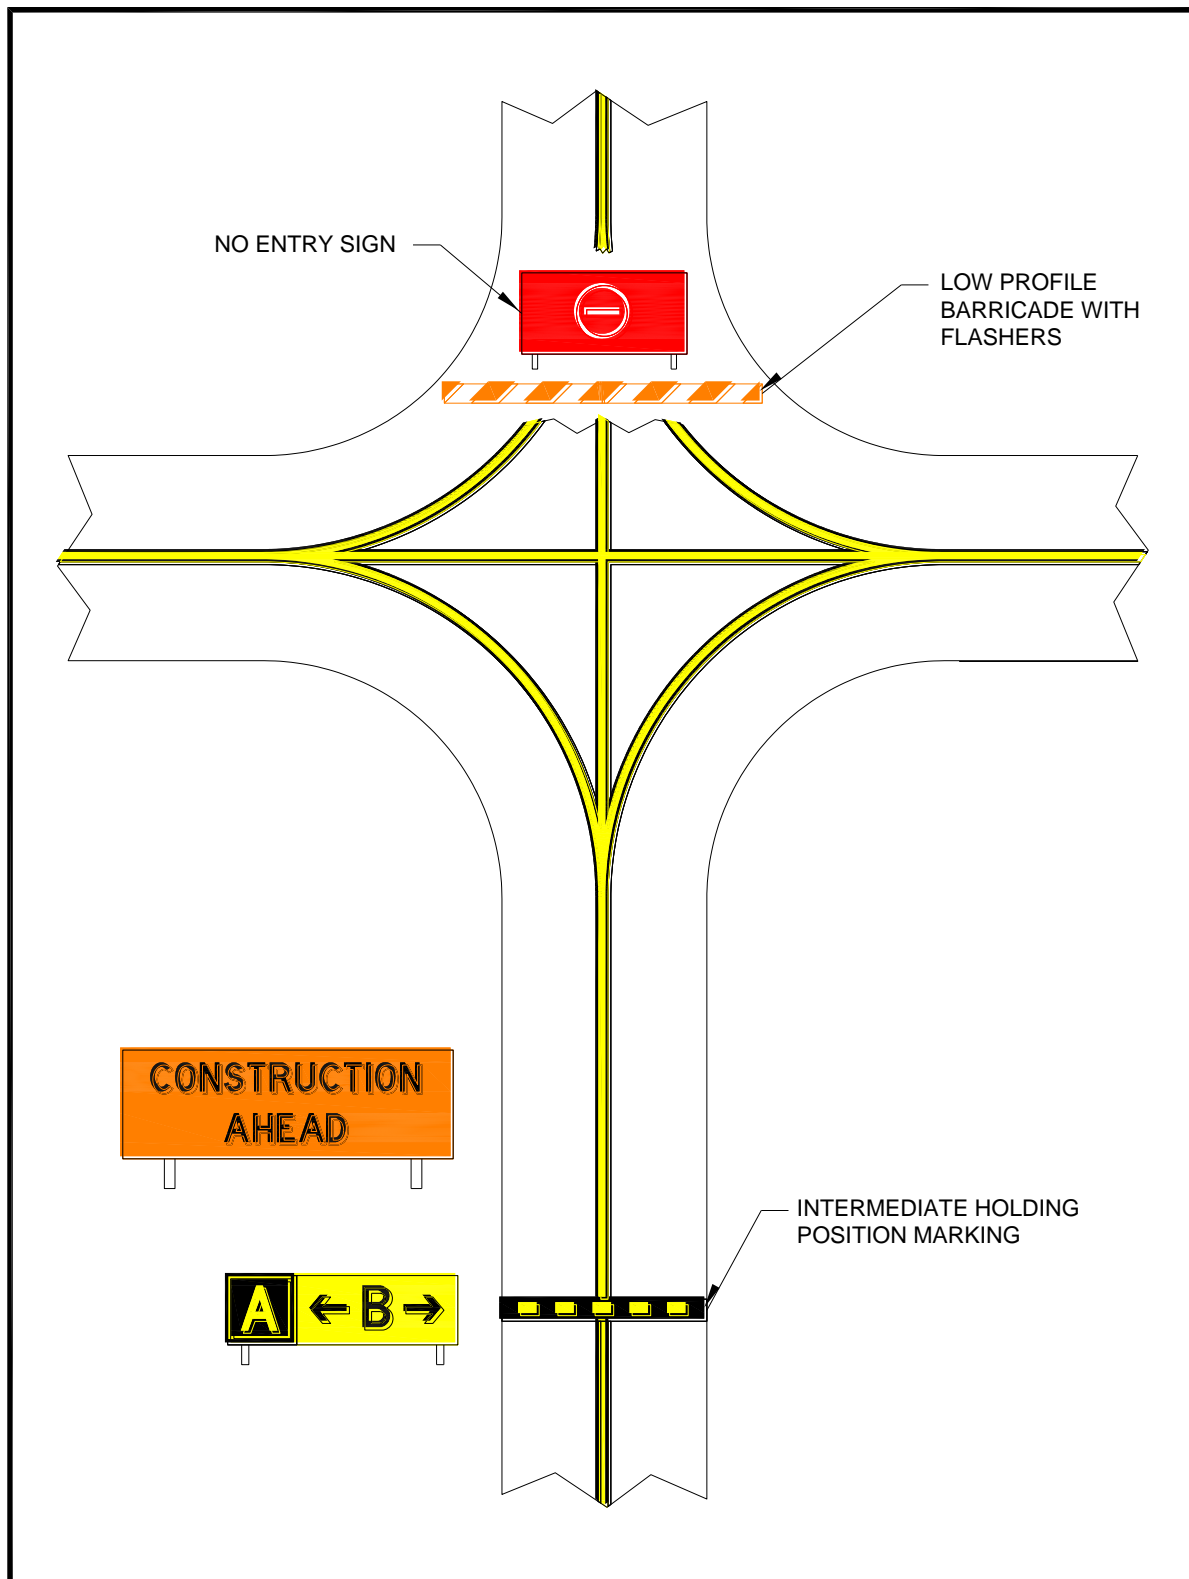 NO ENTRY SIGN
LOW PROFILE
BARRICADE WITH
FLASHERS
CONSTRUCTION
AHEAD
INTERMEDIATE HOLDING
POSITION MARKING
A ← B →